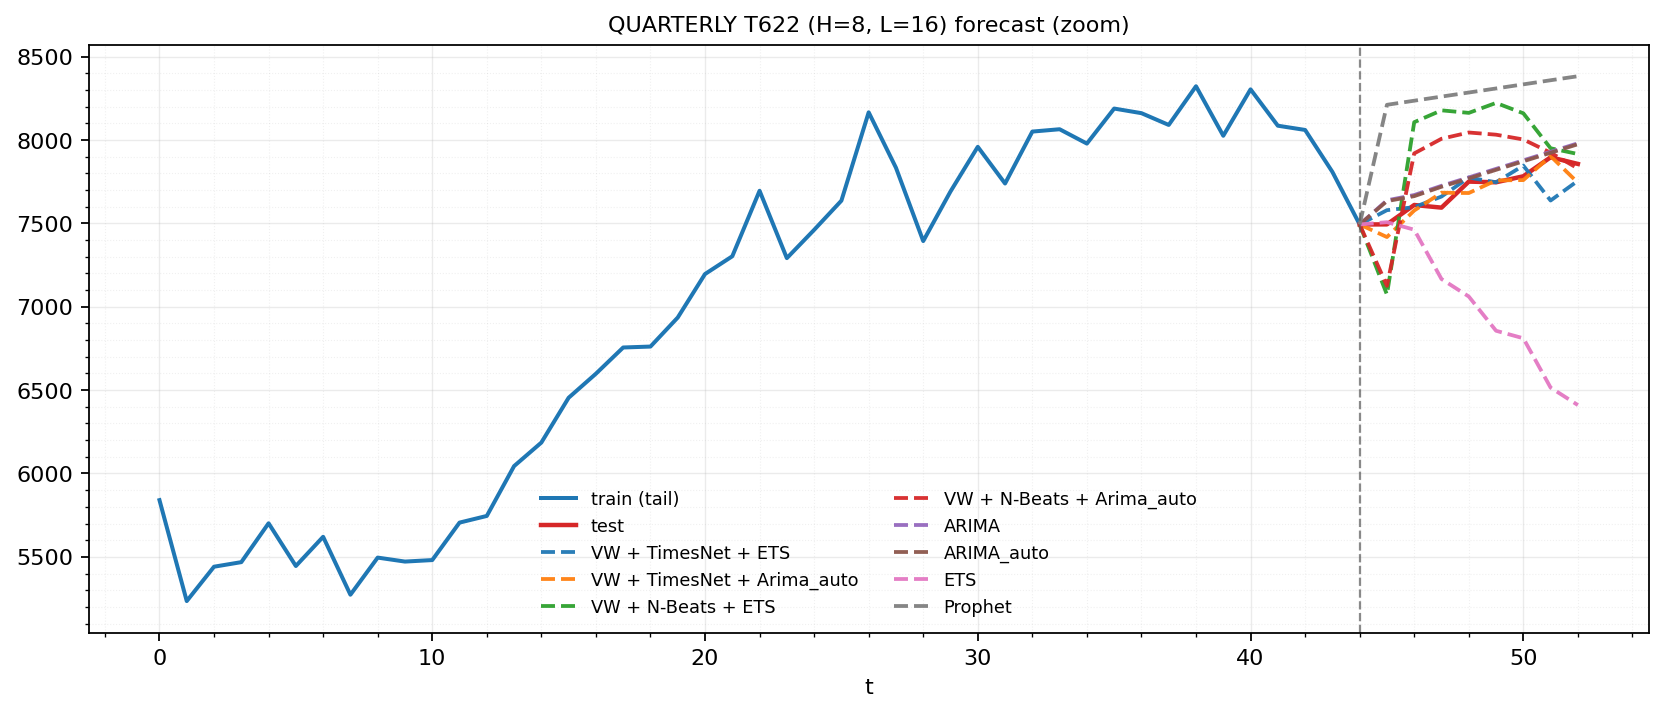 QUARTERLY T622 (H=8, L=16) forecast (zoom)
8500
8000
7500
7000
6500
6000
5500
train (tail)
test
VW + TimesNet + ETS
VW + TimesNet + Arima_auto
VW + N-Beats + ETS
VW + N-Beats + Arima_auto
ARIMA
ARIMA_auto
ETS
Prophet
0 10 20 30 40 50
t